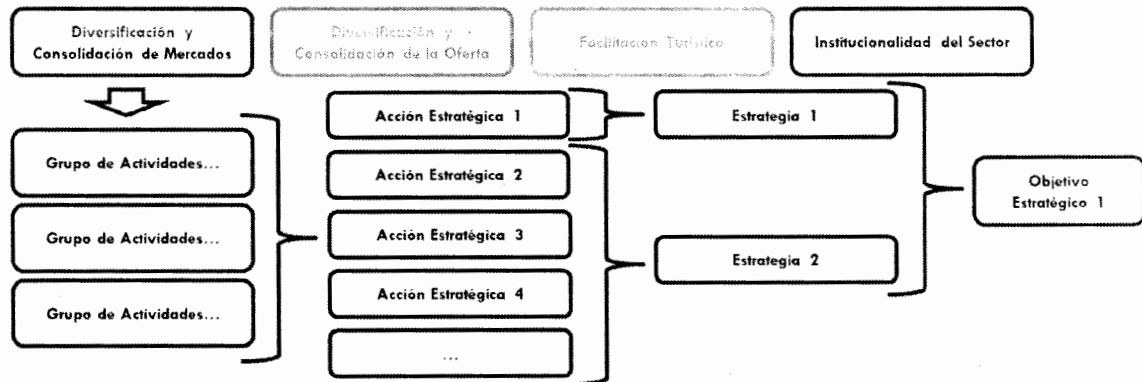 Diversificación y
Consolidación de Mercados
Diversificación y
Consolidación de la Oferta
Facilitación Turística
Institucionalidad del Sector
Grupo de Actividades...
Grupo de Actividades...
Grupo de Actividades...
Acción Estratégica 1
Acción Estratégica 2
Acción Estratégica 3
Acción Estratégica 4
...
Estrategia 1
Estrategia 2
Objetivo
Estratégico 1